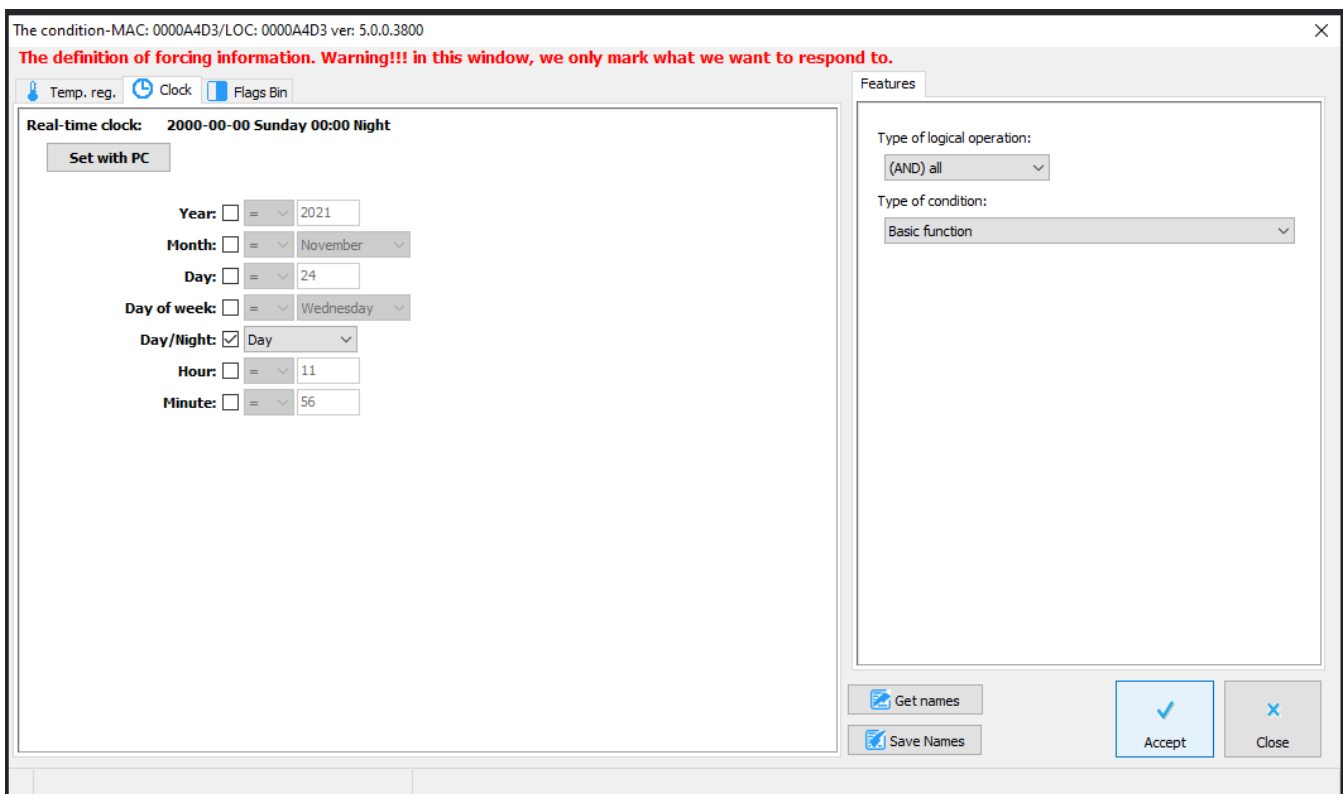 The condition-MAC: 0000A4D3/LOC: 0000A4D3 ver: 5.0.0.3800
The definition of forcing information. Warning!!! in this window, we only mark what we want to respond to.
Temp. reg. Clock Flags Bin
Real-time clock: 2000-00-00 Sunday 00:00 Night
Set with PC
Year: = 2021
Month: = November
Day: = 24
Day of week: = Wednesday
Day/Night: Day
Hour: = 11
Minute: = 56
Features
Type of logical operation:
(AND) all
Type of condition:
Basic function
Get names
Save Names
Accept
Close